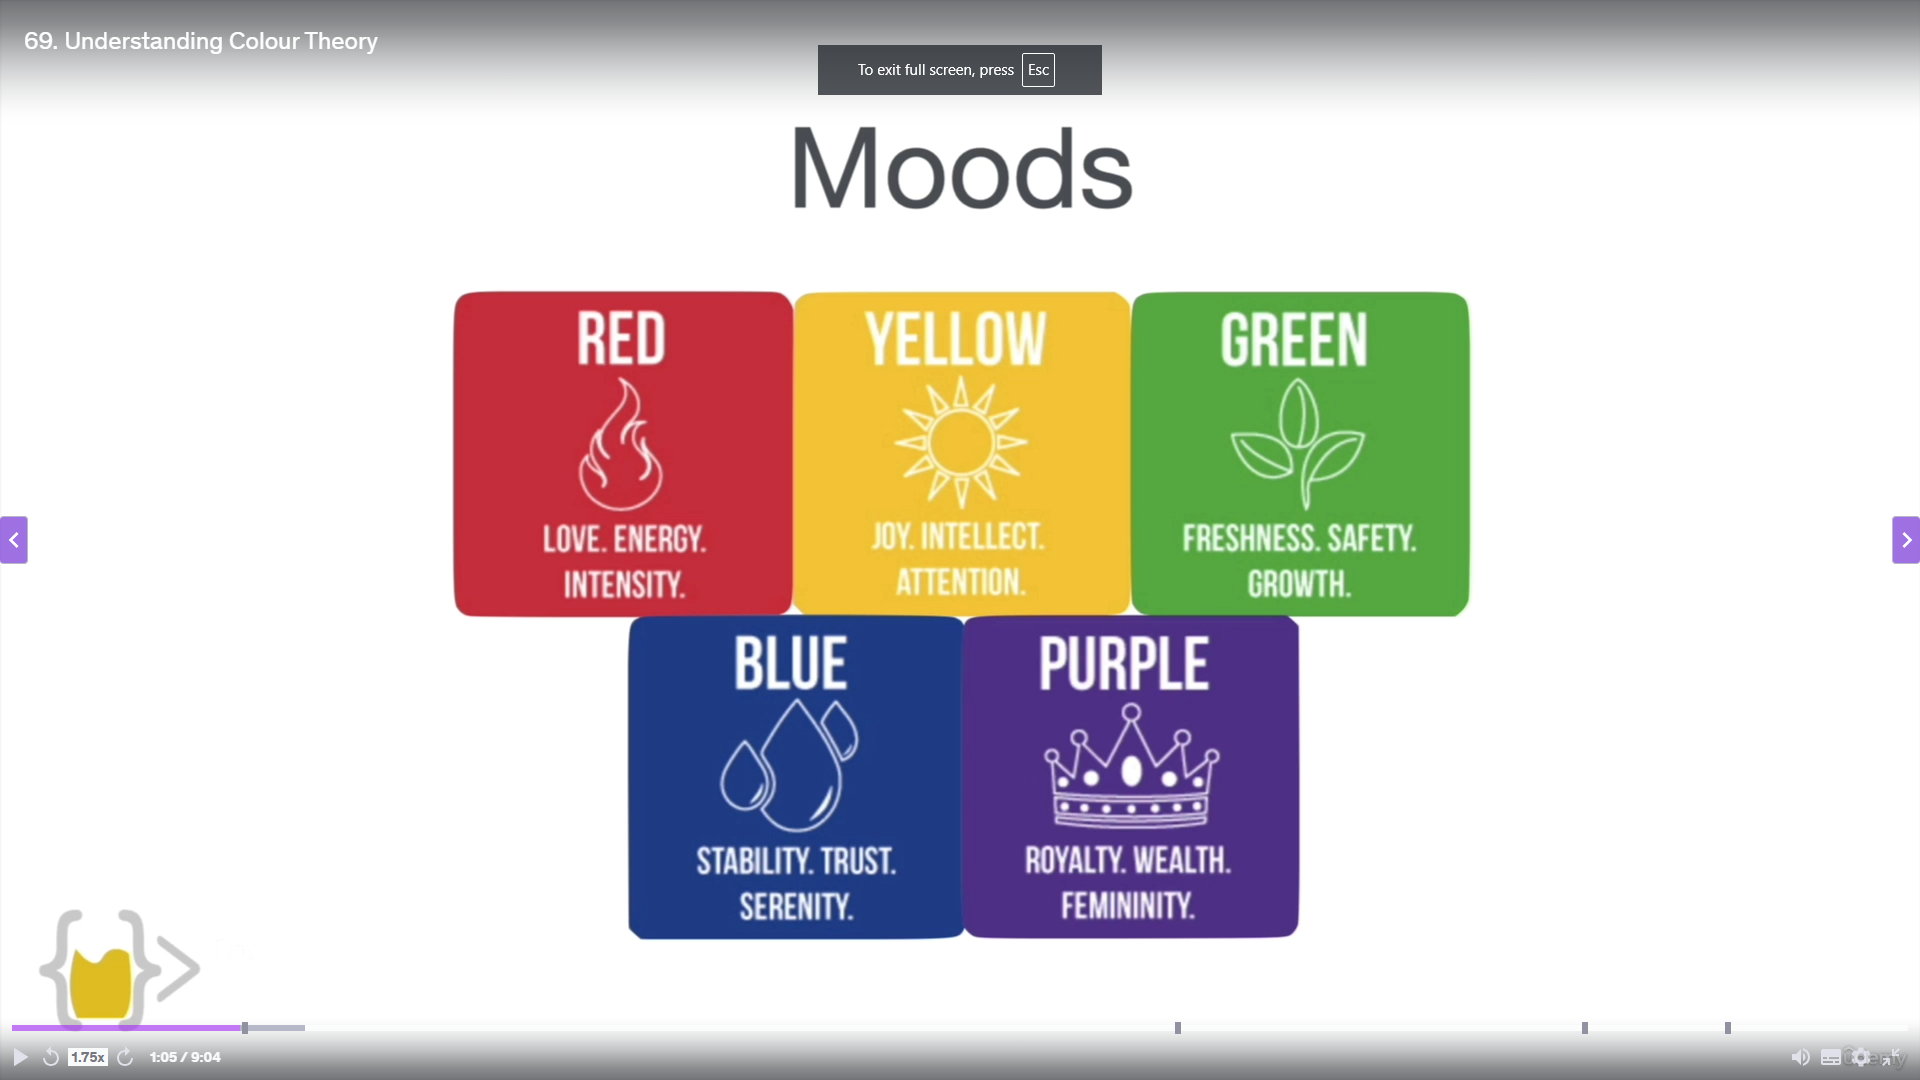 69. Understanding Colour Theory
To exit full screen, press Esc
Moods
RED
LOVE. ENERGY.
INTENSITY.
YELLOW
JOY. INTELLECT.
ATTENTION.
GREEN
FRESHNESS. SAFETY.
GROWTH.
BLUE
STABILITY. TRUST.
SERENITY.
PURPLE
ROYALTY. WEALTH.
FEMININITY.
1.75x
1:05 / 9:04